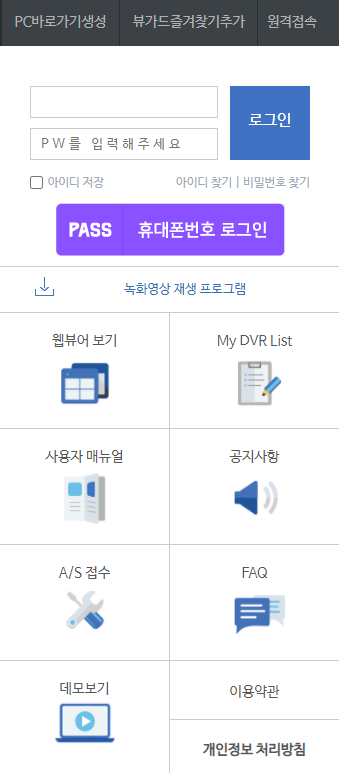 PC바로가기생성 뷰가드즐겨찾기추가 원격접속
로그인
PW를 입력해주세요
아이디 저장 아이디 찾기 | 비밀번호 찾기
PASS 휴대폰번호 로그인
녹화영상 재생 프로그램
웹뷰어 보기 My DVR List
사용자 매뉴얼 공지사항
A/S 접수 FAQ
데모보기 이용약관
개인정보 처리방침